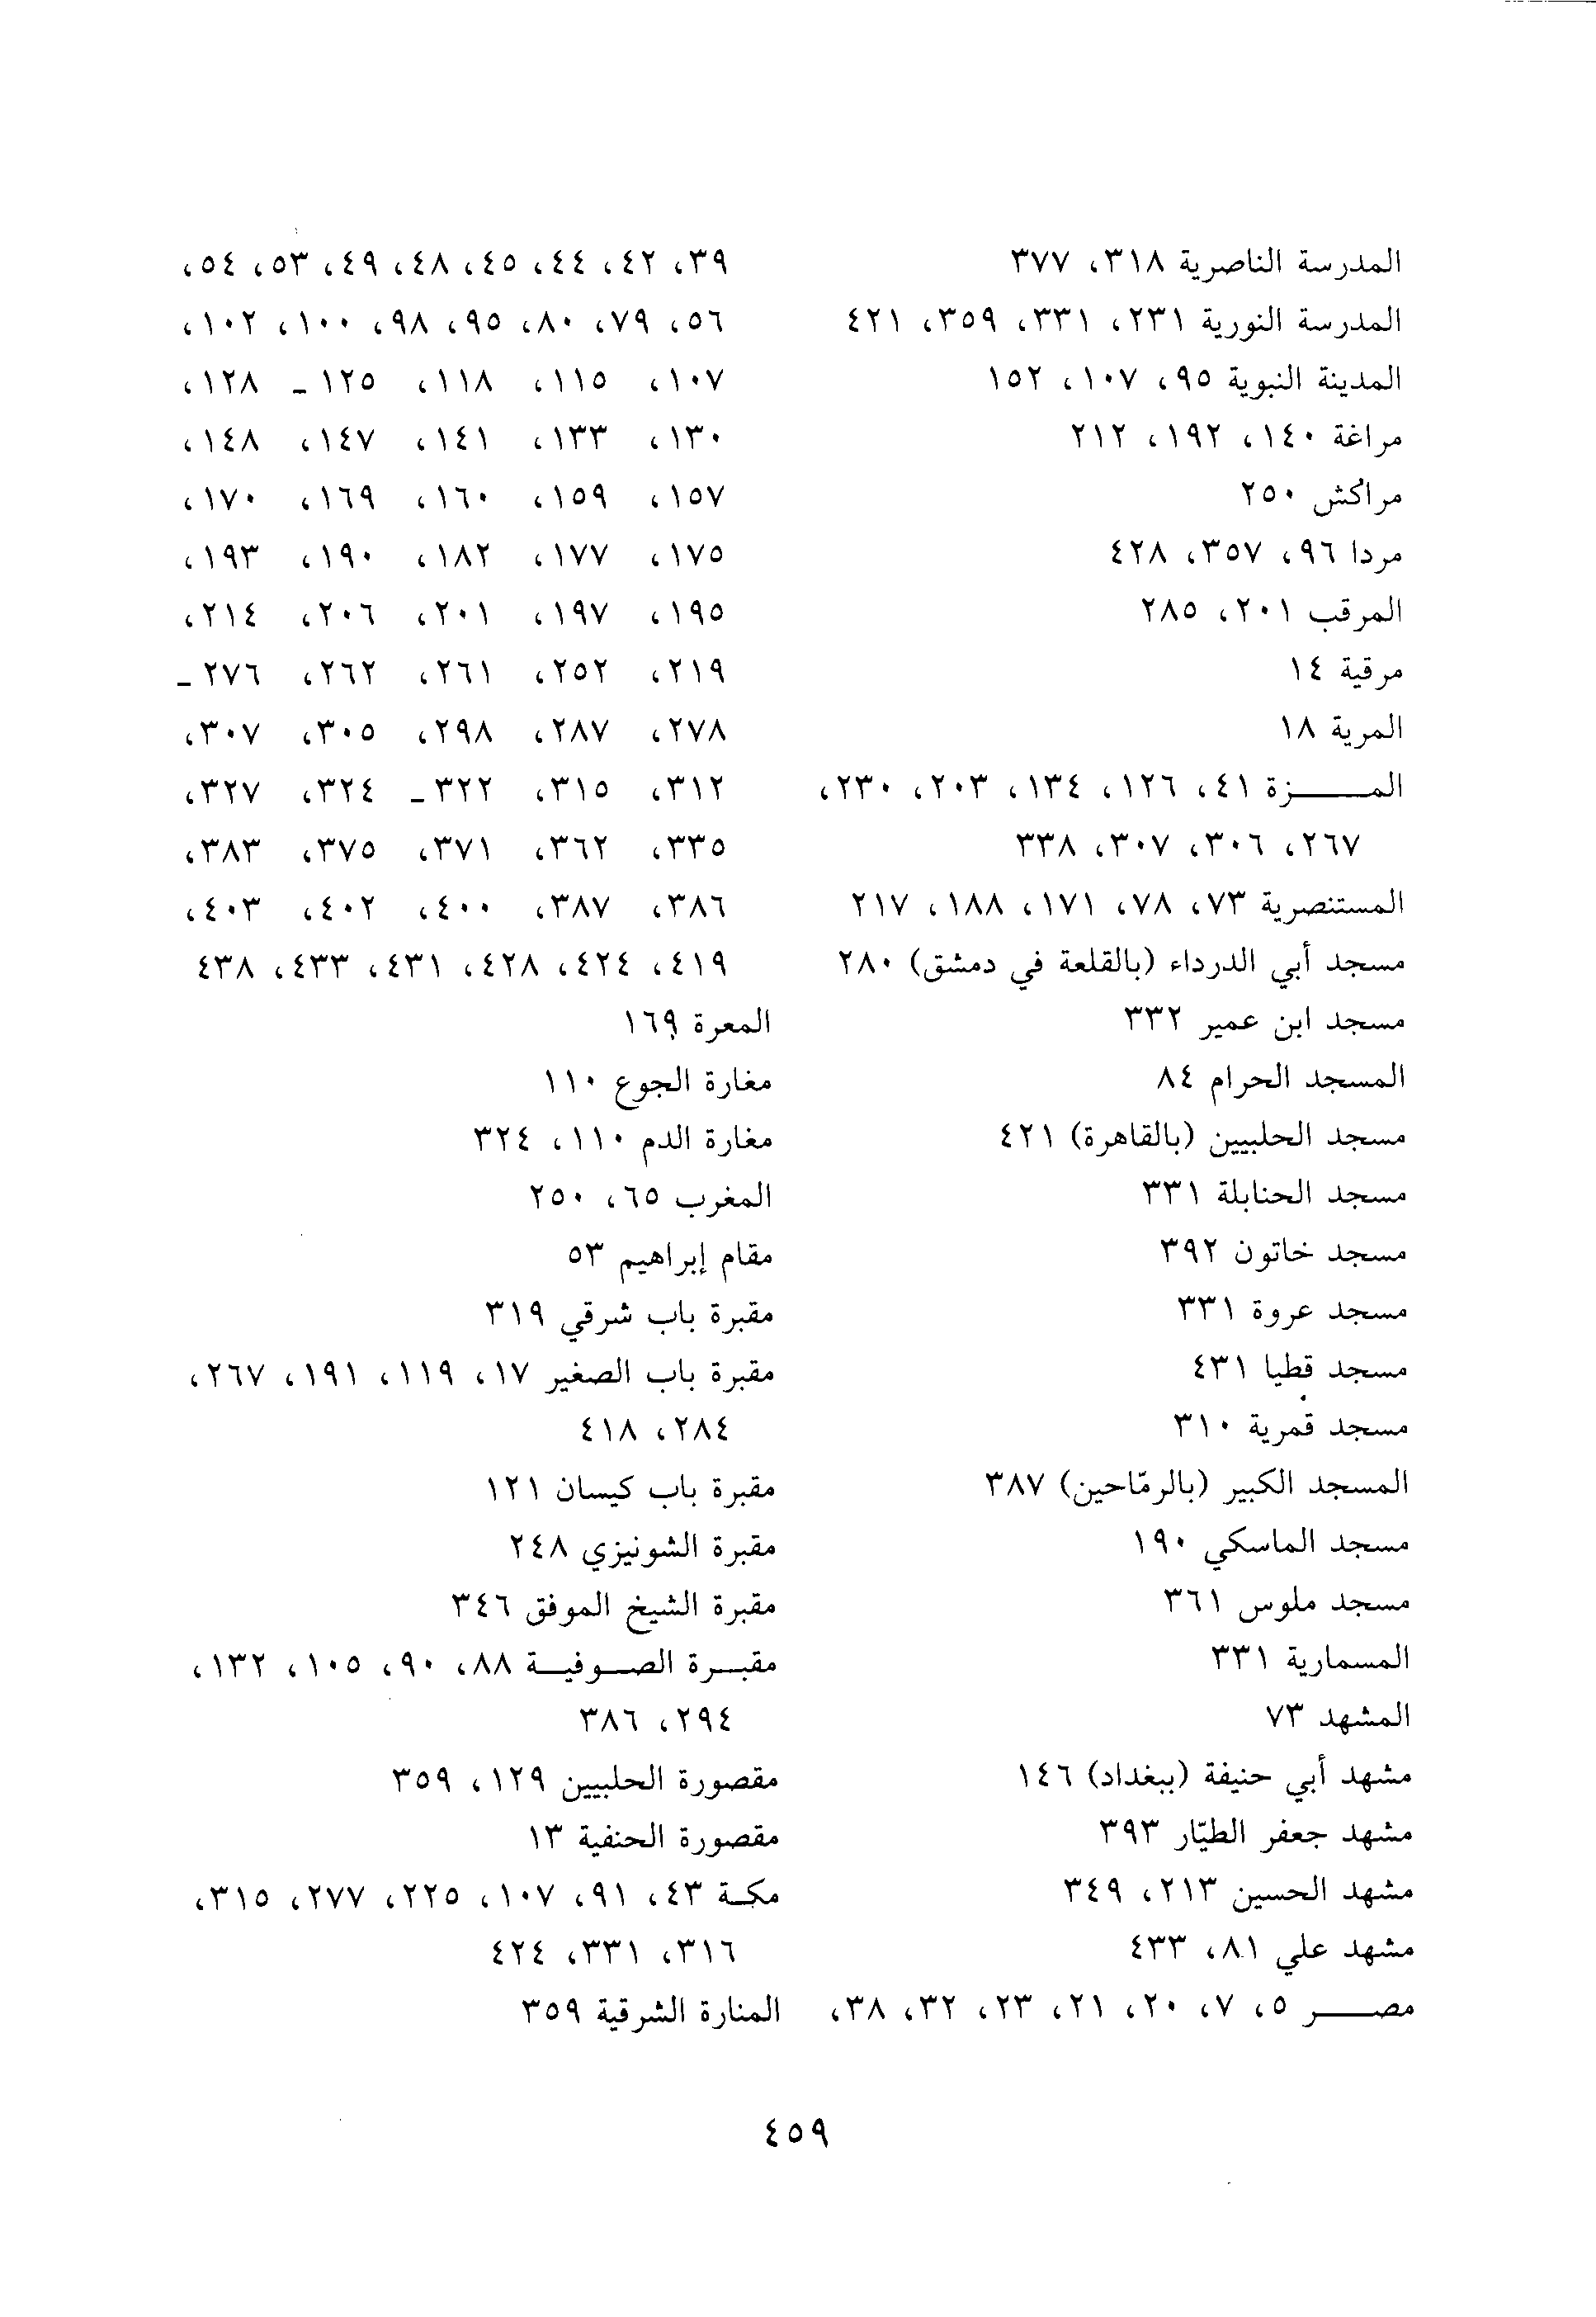 المدرسة الناصرية ٣١٨، ٣٧٧
المدرسة النورية ٢٣١، ٣٣١، ٣٥٩، ٤٢١
المدينة النبوية ٩٥، ١٠٧، ١٥٢
مراغة ١٤٠، ١٩٢، ٢١٢
مراكش ٢٥٠
مردا ٩٦، ٣٥٧، ٤٢٨
المرقب ٢٠١، ٢٨٥
مرقية ١٤
المرية ١٨
المـــــزة ٤١، ١٢٦، ١٣٤، ٢٠٣، ٢٣٠،
٢٦٧، ٣٠٦، ٣٠٧، ٣٣٨
المستنصرية ٧٣، ٧٨، ١٧١، ١٨٨، ٢١٧
مسجد أبي الدرداء (بالقلعة في دمشق) ٢٨٠
مسجد ابن عمير ٣٣٢
المسجد الحرام ٨٤
مسجد الحلبيين (بالقاهرة) ٤٢١
مسجد الحنابلة ٣٣١
مسجد خاتون ٣٩٢
مسجد عروة ٣٣١
مسجد قطيا ٤٣١
مسجد قمرية ٣١٠
المسجد الكبير (بالرمّاحين) ٣٨٧
مسجد الماسكي ١٩٠
مسجد ملوس ٣٦١
المسمارية ٣٣١
المشهد ٧٣
مشهد أبي حنيفة (ببغداد) ١٤٦
مشهد جعفر الطيّار ٣٩٣
مشهد الحسين ٢١٣، ٣٤٩
مشهد علي ٨١، ٤٣٣
مصـــــر ٥، ٧، ٢٠، ٢١، ٢٣، ٣٢، ٣٨،
٣٩، ٤٢، ٤٤، ٤٥، ٤٨، ٤٩، ٥٣، ٥٤،
٥٦، ٧٩، ٨٠، ٩٥، ٩٨، ١٠٠، ١٠٢،
١٠٧، ١١٥، ١١٨، ١٢٥ ـ ١٢٨،
١٣٠، ١٣٣، ١٤١، ١٤٧، ١٤٨،
١٥٧، ١٥٩، ١٦٠، ١٦٩، ١٧٠،
١٧٥، ١٧٧، ١٨٢، ١٩٠، ١٩٣،
١٩٥، ١٩٧، ٢٠١، ٢٠٦، ٢١٤،
٢١٩، ٢٥٢، ٢٦١، ٢٦٢، ٢٧٦ ـ
٢٧٨، ٢٨٧، ٢٩٨، ٣٠٥، ٣٠٧،
٣١٢، ٣١٥، ٣٢٢ ـ ٣٢٤، ٣٢٧،
٣٣٥، ٣٦٢، ٣٧١، ٣٧٥، ٣٨٣،
٣٨٦، ٣٨٧، ٤٠٠، ٤٠٢، ٤٠٣،
٤١٩، ٤٢٤، ٤٢٨، ٤٣١، ٤٣٣، ٤٣٨
المعرة ١٦٩
مغارة الجوع ١١٠
مغارة الدم ١١٠، ٣٢٤
المغرب ٦٥، ٢٥٠
مقام إبراهيم ٥٣
مقبرة باب شرقي ٣١٩
مقبرة باب الصغير ١٧، ١١٩، ١٩١، ٢٦٧،
٢٨٤، ٤١٨
مقبرة باب كيسان ١٢١
مقبرة الشونيزي ٢٤٨
مقبرة الشيخ الموفق ٣٤٦
مقبـــرة الصـــوفيـــة ٨٨، ٩٠، ١٠٥، ١٣٢،
٢٩٤، ٣٨٦
مقصورة الحلبيين ١٢٩، ٣٥٩
مقصورة الحنفية ١٣
مكـة ٤٣، ٩١، ١٠٧، ٢٢٥، ٢٧٧، ٣١٥،
٣١٦، ٣٣١، ٤٢٤
المنارة الشرقية ٣٥٩
٤٥٩